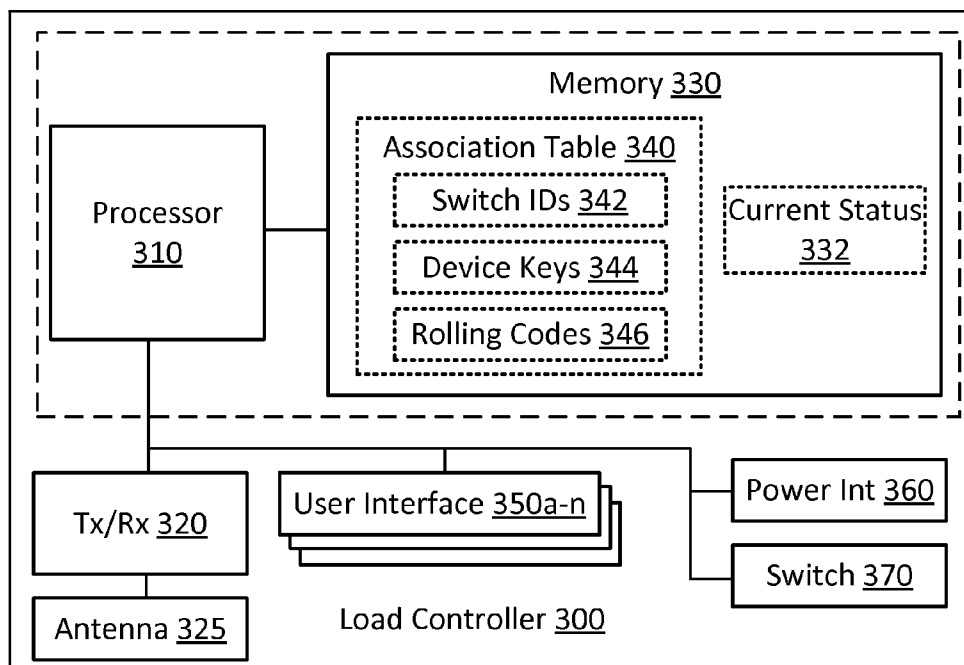 Memory 330
Association Table 340
Processor
310
Switch IDs 342
Current Status
332
Device Keys 344
Rolling Codes 346
Tx/Rx 320
User Interface 350a-n
Power Int 360
Antenna 325
Load Controller 300
Switch 370